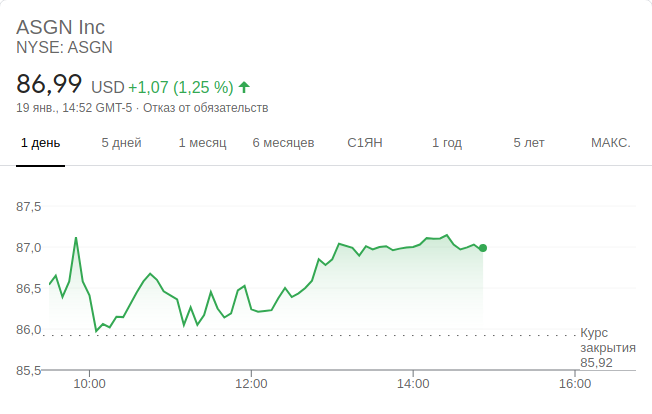 ASGN Inc
NYSE: ASGN
86,99 USD +1,07 (1,25 %)
19 янв., 14:52 GMT-5 · Отказ от обязательств
1 день 5 дней 1 месяц 6 месяцев С1ЯН 1 год 5 лет МАКС.
87,5
87,0
86,5
86,0
Курс
закрытия
85,92
85,5
10:00 12:00 14:00 16:00